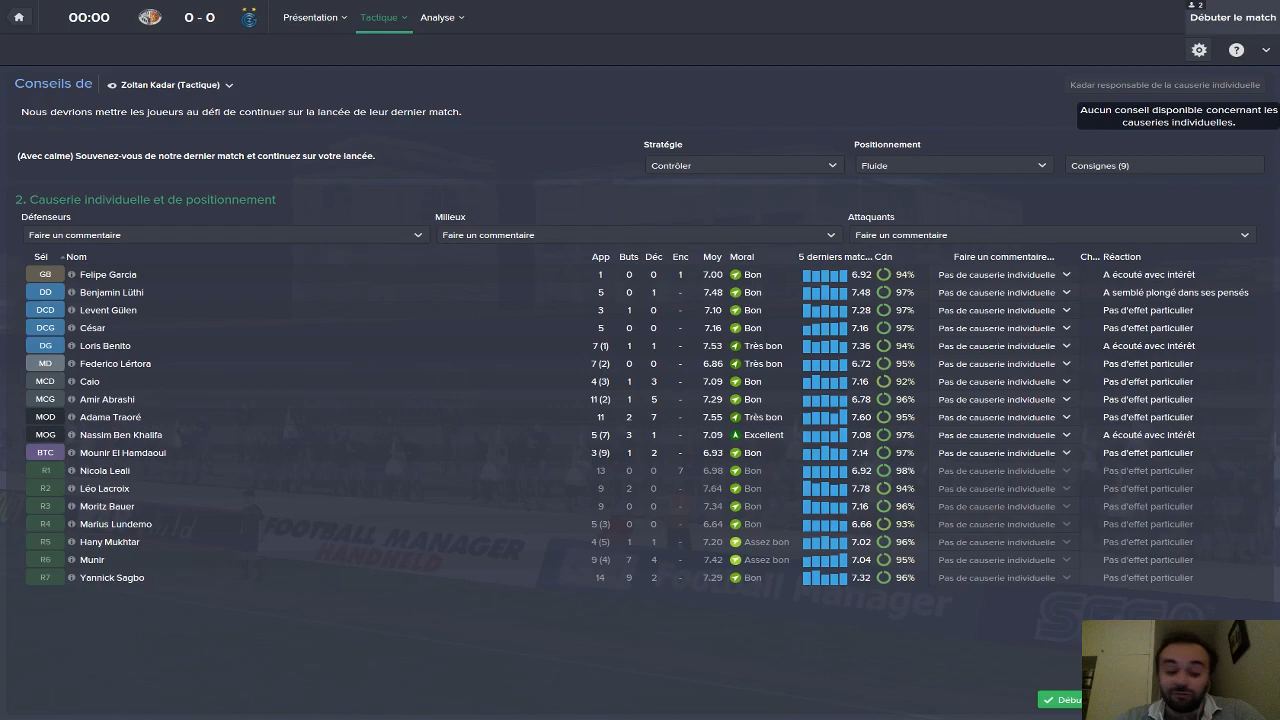 2
00:00 0 - 0 Présentation Tactique Analyse Débuter le match
Conseils de Zoltan Kadar (Tactique) Kadar responsable de la causerie individuelle
Nous devrions mettre les joueurs au défi de continuer sur la lancée de leur dernier match.
Aucun conseil disponible concernant les
causeries individuelles.
Stratégie Positionnement
(Avec calme) Souvenez-vous de notre dernier match et continuez sur votre lancée.
Contrôler Fluide Consignes (9)
2. Causerie individuelle et de positionnement
Défenseurs Milieux Attaquants
Faire un commentaire Faire un commentaire Faire un commentaire
Sél Nom App Buts Déc Enc Moy Moral 5 derniers matc... Cdn Faire un commentaire... Ch... Réaction
GB Felipe Garcia 1 0 0 1 7.00 Bon 6.92 94% Pas de causerie individuelle A écouté avec intérêt
DD Benjamin Lüthi 5 0 1 - 7.48 Bon 7.48 97% Pas de causerie individuelle A semblé plongé dans ses pensés
DCD Levent Gülen 3 1 0 - 7.10 Bon 7.28 97% Pas de causerie individuelle Pas d'effet particulier
DCG César 5 0 0 - 7.16 Bon 7.16 97% Pas de causerie individuelle Pas d'effet particulier
DG Loris Benito 7 (1) 1 1 - 7.53 Très bon 7.36 94% Pas de causerie individuelle A écouté avec intérêt
MD Federico Lértora 7 (2) 0 0 - 6.86 Très bon 6.72 95% Pas de causerie individuelle Pas d'effet particulier
MCD Caio 4 (3) 1 3 - 7.09 Bon 7.16 92% Pas de causerie individuelle Pas d'effet particulier
MCG Amir Abrashi 11 (2) 1 5 - 7.29 Bon 6.78 96% Pas de causerie individuelle Pas d'effet particulier
MOD Adama Traoré 11 2 7 - 7.55 Très bon 7.60 95% Pas de causerie individuelle Pas d'effet particulier
MOG Nassim Ben Khalifa 5 (7) 3 1 - 7.09 Excellent 7.08 97% Pas de causerie individuelle A écouté avec intérêt
BTC Mounir El Hamdaoui 3 (9) 1 2 - 6.93 Bon 7.14 97% Pas de causerie individuelle Pas d'effet particulier
R1 Nicola Leali 13 0 0 7 6.98 Bon 6.92 98% Pas de causerie individuelle Pas d'effet particulier
R2 Léo Lacroix 9 2 0 - 7.64 Bon 7.78 94% Pas de causerie individuelle Pas d'effet particulier
R3 Moritz Bauer 9 0 0 - 7.34 Bon 7.16 96% Pas de causerie individuelle Pas d'effet particulier
R4 Marius Lundemo 5 (3) 0 0 - 6.64 Bon 6.66 93% Pas de causerie individuelle Pas d'effet particulier
R5 Hany Mukhtar 4 (5) 1 1 - 7.20 Assez bon 7.02 96% Pas de causerie individuelle Pas d'effet particulier
R6 Munir 9 (4) 7 4 - 7.42 Assez bon 7.04 95% Pas de causerie individuelle Pas d'effet particulier
R7 Yannick Sagbo 14 9 2 - 7.29 Bon 7.32 96% Pas de causerie individuelle Pas d'effet particulier
FOOTBALL MANAGER
HANDHELD
Football Manager
SEGA
Débu